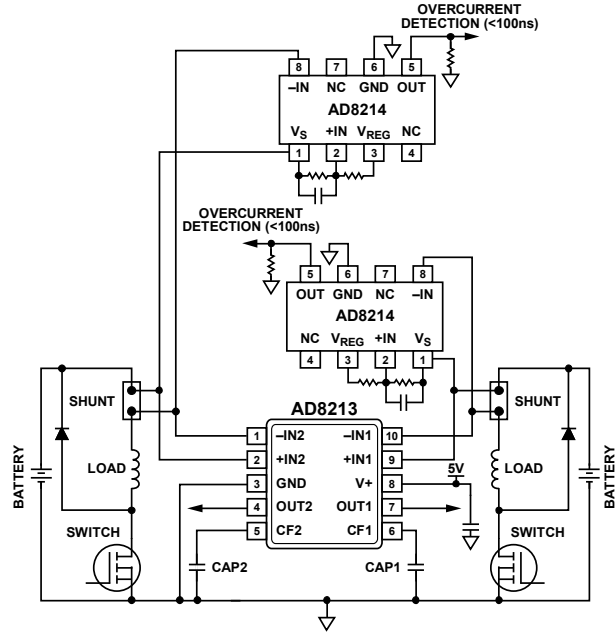 OVERCURRENT
DETECTION (<100ns)
8 7 6 5
–IN NC GND OUT
AD8214
VS +IN VREG NC
1 2 3 4
OVERCURRENT
DETECTION (<100ns)
5 6 7 8
OUT GND NC –IN
AD8214
NC VREG +IN VS
4 3 2 1
SHUNT
SHUNT
AD8213
1 –IN2 –IN1 10
2 +IN2 +IN1 9
3 GND V+ 8
4 OUT2 OUT1 7
5 CF2 CF1 6
5V
BATTERY
LOAD
LOAD
BATTERY
SWITCH
SWITCH
CAP2
CAP1